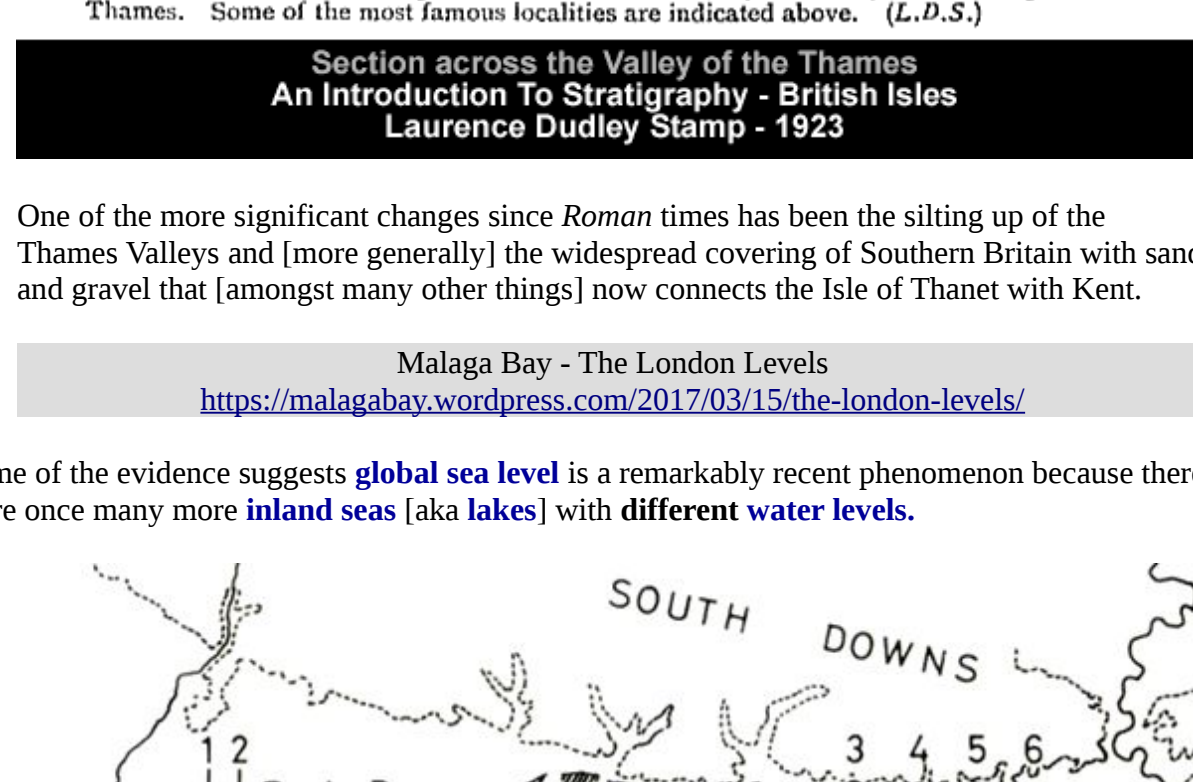 Thames. Some of the most famous localities are indicated above. (L.D.S.)
Section across the Valley of the Thames
An Introduction To Stratigraphy - British Isles
Laurence Dudley Stamp - 1923
One of the more significant changes since Roman times has been the silting up of the
Thames Valleys and [more generally] the widespread covering of Southern Britain with sand
and gravel that [amongst many other things] now connects the Isle of Thanet with Kent.
Malaga Bay - The London Levels
https://malagabay.wordpress.com/2017/03/15/the-london-levels/
me of the evidence suggests global sea level is a remarkably recent phenomenon because there
re once many more inland seas [aka lakes] with different water levels.
SOUTH DOWNS
1 2 3 4 5 6